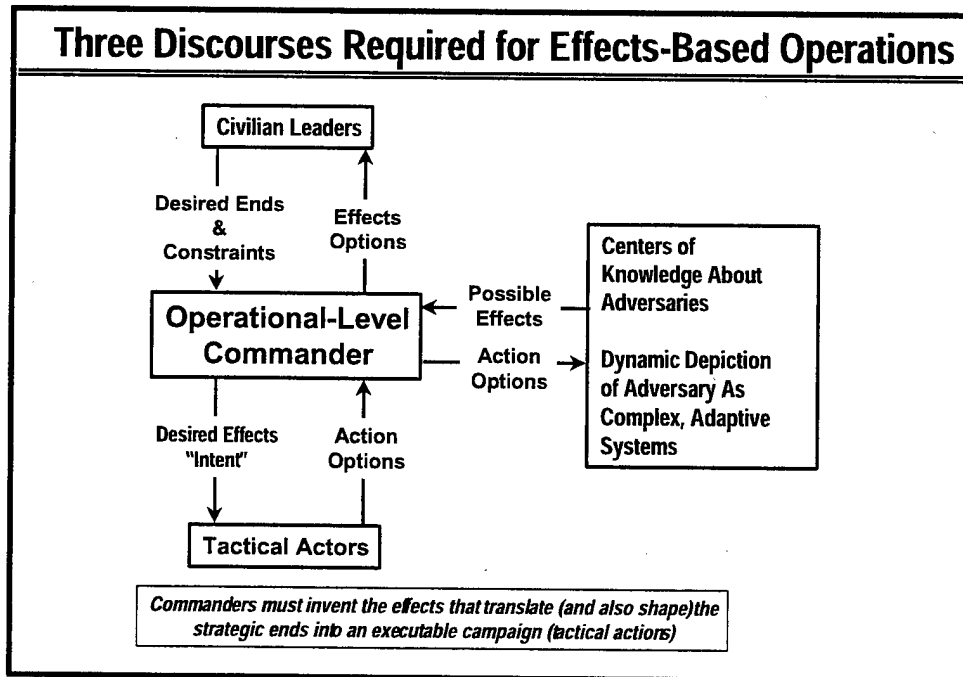 Three Discourses Required for Effects-Based Operations
Civilian Leaders
Desired Ends
&
Constraints
Effects
Options
Operational-Level
Commander
Possible
Effects
Action
Options
Centers of
Knowledge About
Adversaries
Dynamic Depiction
of Adversary As
Complex, Adaptive
Systems
Desired Effects
"Intent"
Action
Options
Tactical Actors
Commanders must invent the effects that translate (and also shape)the
strategic ends into an executable campaign (tactical actions)